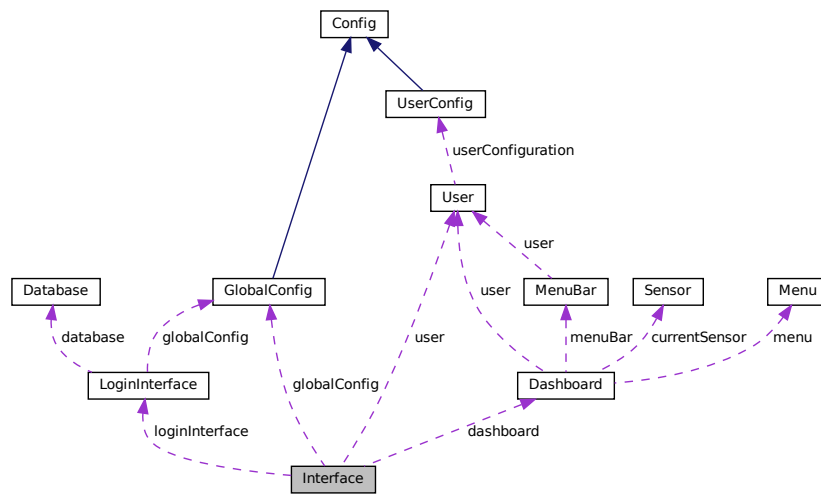 Config
UserConfig
userConfiguration
User
user
Database
GlobalConfig
user
MenuBar
Sensor
Menu
database
globalConfig
user
menuBar
currentSensor
menu
LoginInterface
globalConfig
Dashboard
loginInterface
dashboard
Interface